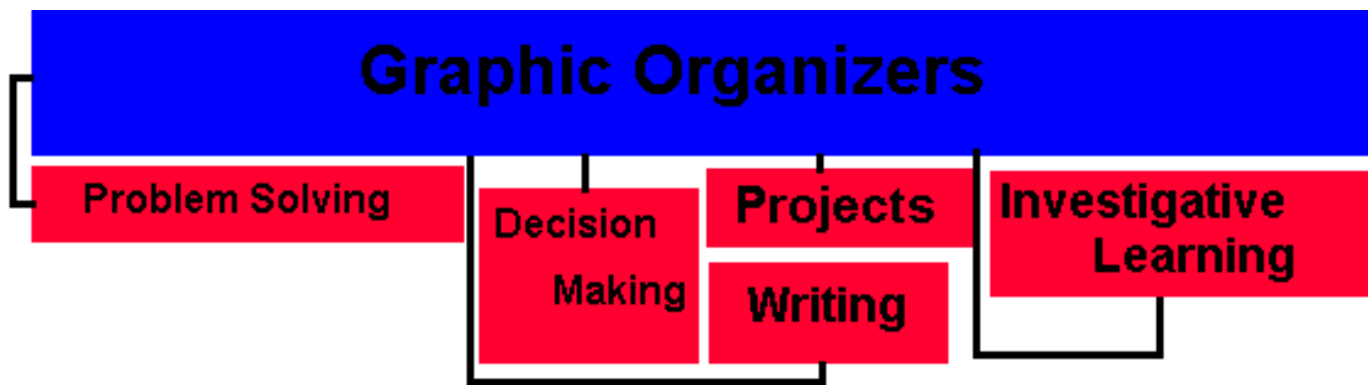 Graphic Organizers
Problem Solving
Decision
Making
Projects
Writing
Investigative
Learning